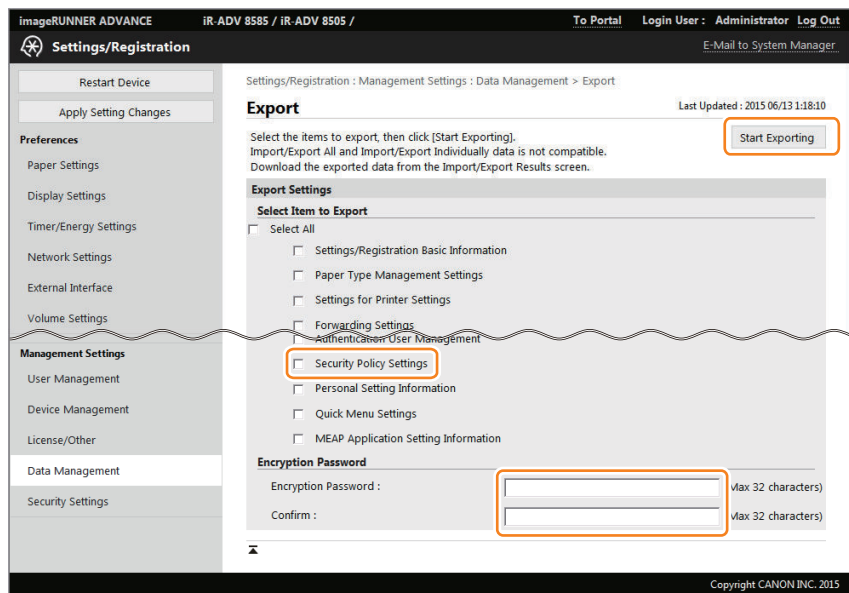 imageRUNNER ADVANCE iR-ADV 8585 / iR-ADV 8505 / To Portal Login User : Administrator Log Out
Settings/Registration E-Mail to System Manager
Restart Device
Apply Setting Changes
Preferences
Paper Settings
Display Settings
Timer/Energy Settings
Network Settings
External Interface
Volume Settings
Management Settings
User Management
Device Management
License/Other
Data Management
Security Settings
Settings/Registration : Management Settings : Data Management > Export
Export Last Updated : 2015 06/13 1:18:10
Select the items to export, then click [Start Exporting].
Import/Export All and Import/Export Individually data is not compatible.
Download the exported data from the Import/Export Results screen.
Start Exporting
Export Settings
Select Item to Export
Select All
Settings/Registration Basic Information
Paper Type Management Settings
Settings for Printer Settings
Forwarding Settings
Authentication User Management
Security Policy Settings
Personal Setting Information
Quick Menu Settings
MEAP Application Setting Information
Encryption Password
Encryption Password : Max 32 characters)
Confirm : Max 32 characters)
Copyright CANON INC. 2015